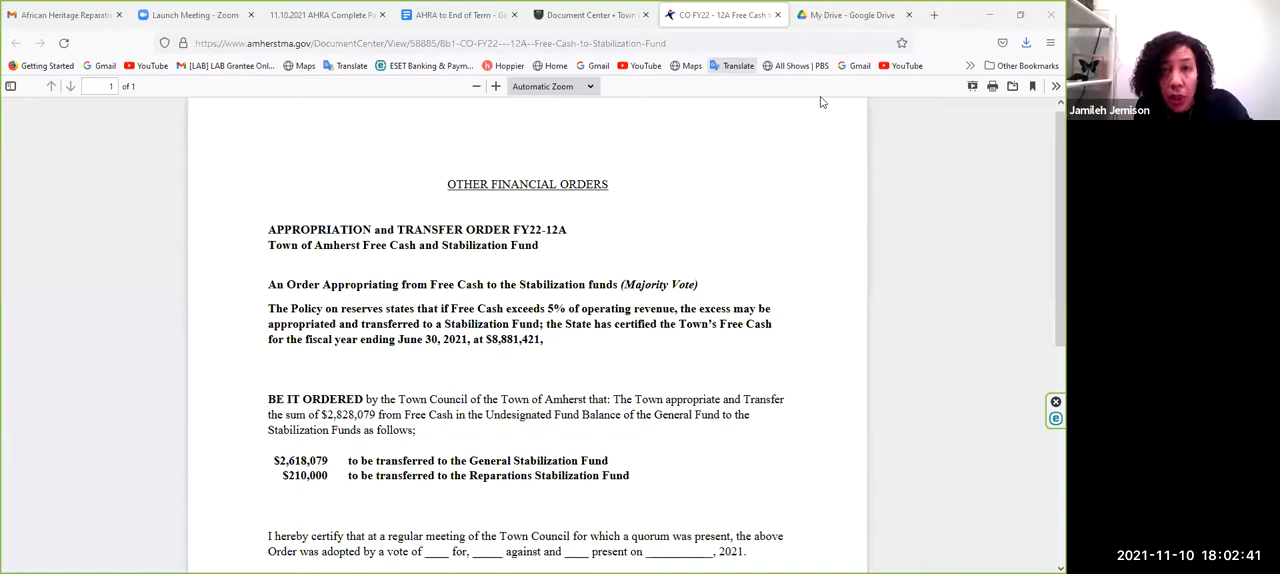 African Heritage Reparatic
Launch Meeting - Zoom
11.10.2021 AHRA Complete Pa
AHRA to End of Term - Go
Document Center • Town o
CO FY22 - 12A Free Cash t
My Drive - Google Drive
https://www.amherstma.gov/DocumentCenter/View/58885/8b1-CO-FY22---12A--Free-Cash-to-Stabilization-Fund
Getting Started
Gmail
YouTube
[LAB] LAB Grantee Onl...
Translate
ESET Banking & Paym...
Hoppier
Home
Gmail
YouTube
Maps
Translate
All Shows | PBS
Gmail
YouTube
Other Bookmarks
1 of 1
Automatic Zoom
Jamileh Jemison
OTHER FINANCIAL ORDERS
APPROPRIATION and TRANSFER ORDER FY22-12A
Town of Amherst Free Cash and Stabilization Fund
An Order Appropriating from Free Cash to the Stabilization funds (Majority Vote)
The Policy on reserves states that if Free Cash exceeds 5% of operating revenue, the excess may be
appropriated and transferred to a Stabilization Fund; the State has certified the Town's Free Cash
for the fiscal year ending June 30, 2021, at $8,881,421,
BE IT ORDERED by the Town Council of the Town of Amherst that: The Town appropriate and Transfer
the sum of $2,828,079 from Free Cash in the Undesignated Fund Balance of the General Fund to the
Stabilization Funds as follows;
$2,618,079 to be transferred to the General Stabilization Fund
$210,000 to be transferred to the Reparations Stabilization Fund
I hereby certify that at a regular meeting of the Town Council for which a quorum was present, the above
Order was adopted by a vote of ____ for, _____ against and ____ present on ___________, 2021.
2021-11-10 18:02:41